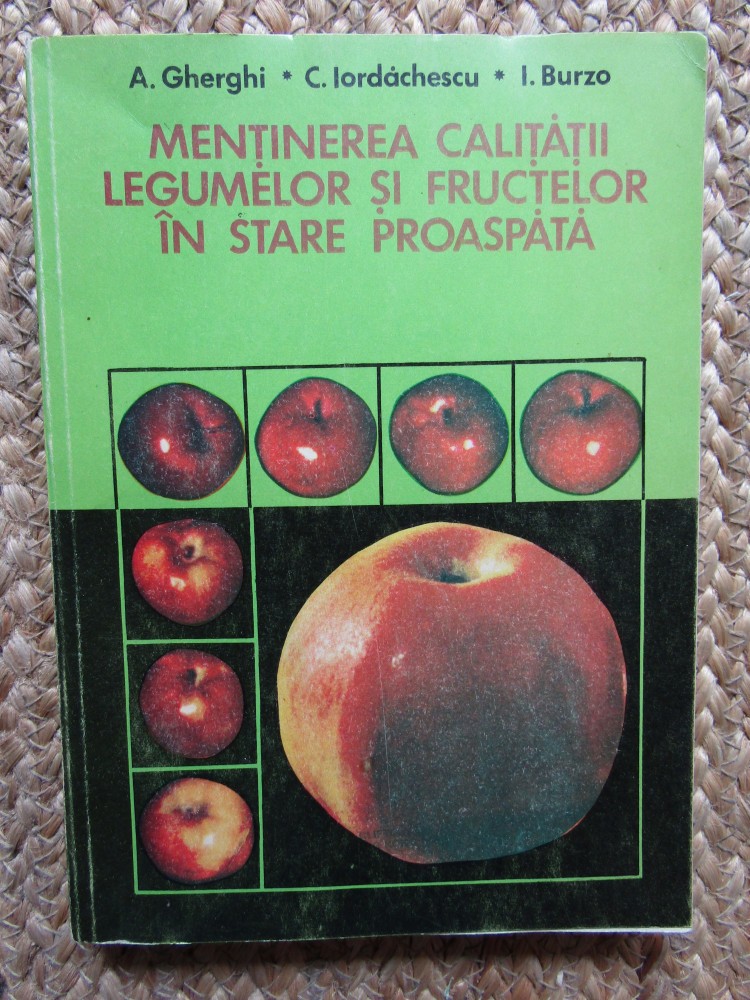 A. Gherghi * C. Iordăchescu * I. Burzo
MENȚINEREA CALITĂȚII
LEGUMELOR ȘI FRUCTELOR
ÎN STARE PROASPĂTĂ